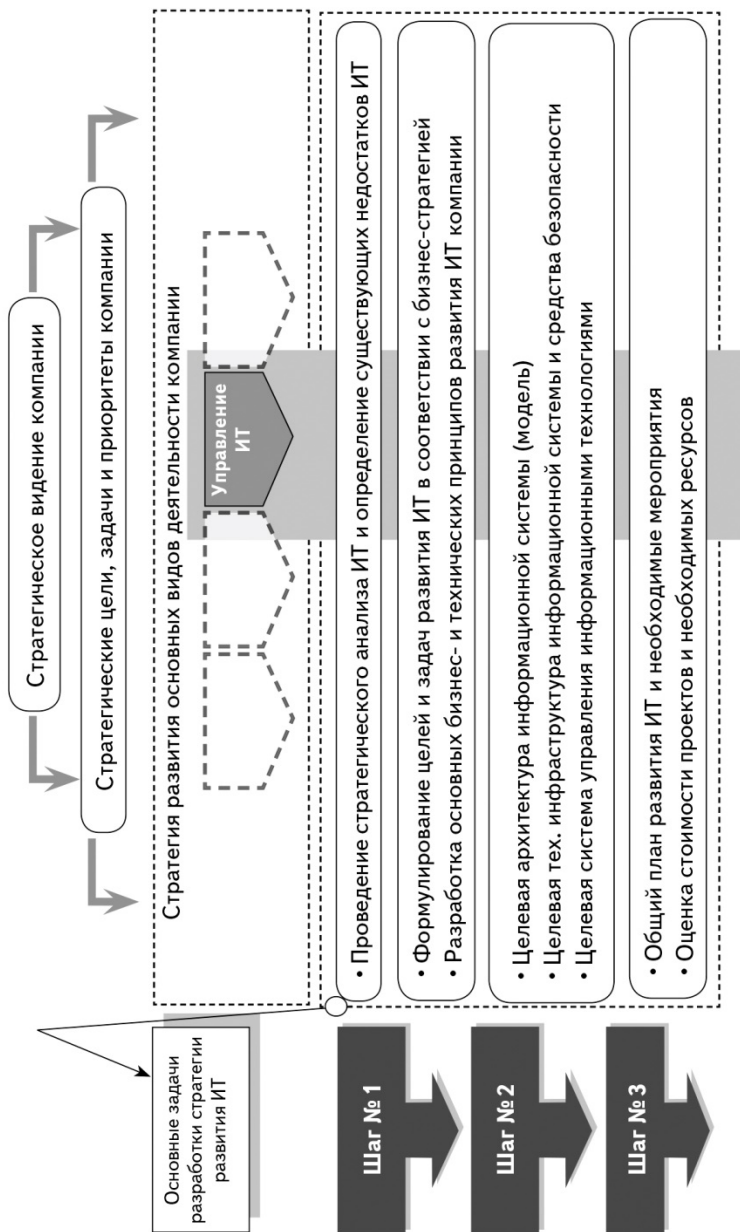 Стратегическое видение компании
Стратегические цели, задачи и приоритеты компании
Стратегия развития основных видов деятельности компании
Управление
ИТ
Основные задачи
разработки стратегии
развития ИТ
Шаг № 1
• Проведение стратегического анализа ИТ и определение существующих недостатков ИТ
• Формулирование целей и задач развития ИТ в соответствии с бизнес-стратегией
• Разработка основных бизнес- и технических принципов развития ИТ компании
Шаг № 2
• Целевая архитектура информационной системы (модель)
• Целевая тех. инфраструктура информационной системы и средства безопасности
• Целевая система управления информационными технологиями
Шаг № 3
• Общий план развития ИТ и необходимые мероприятия
• Оценка стоимости проектов и необходимых ресурсов